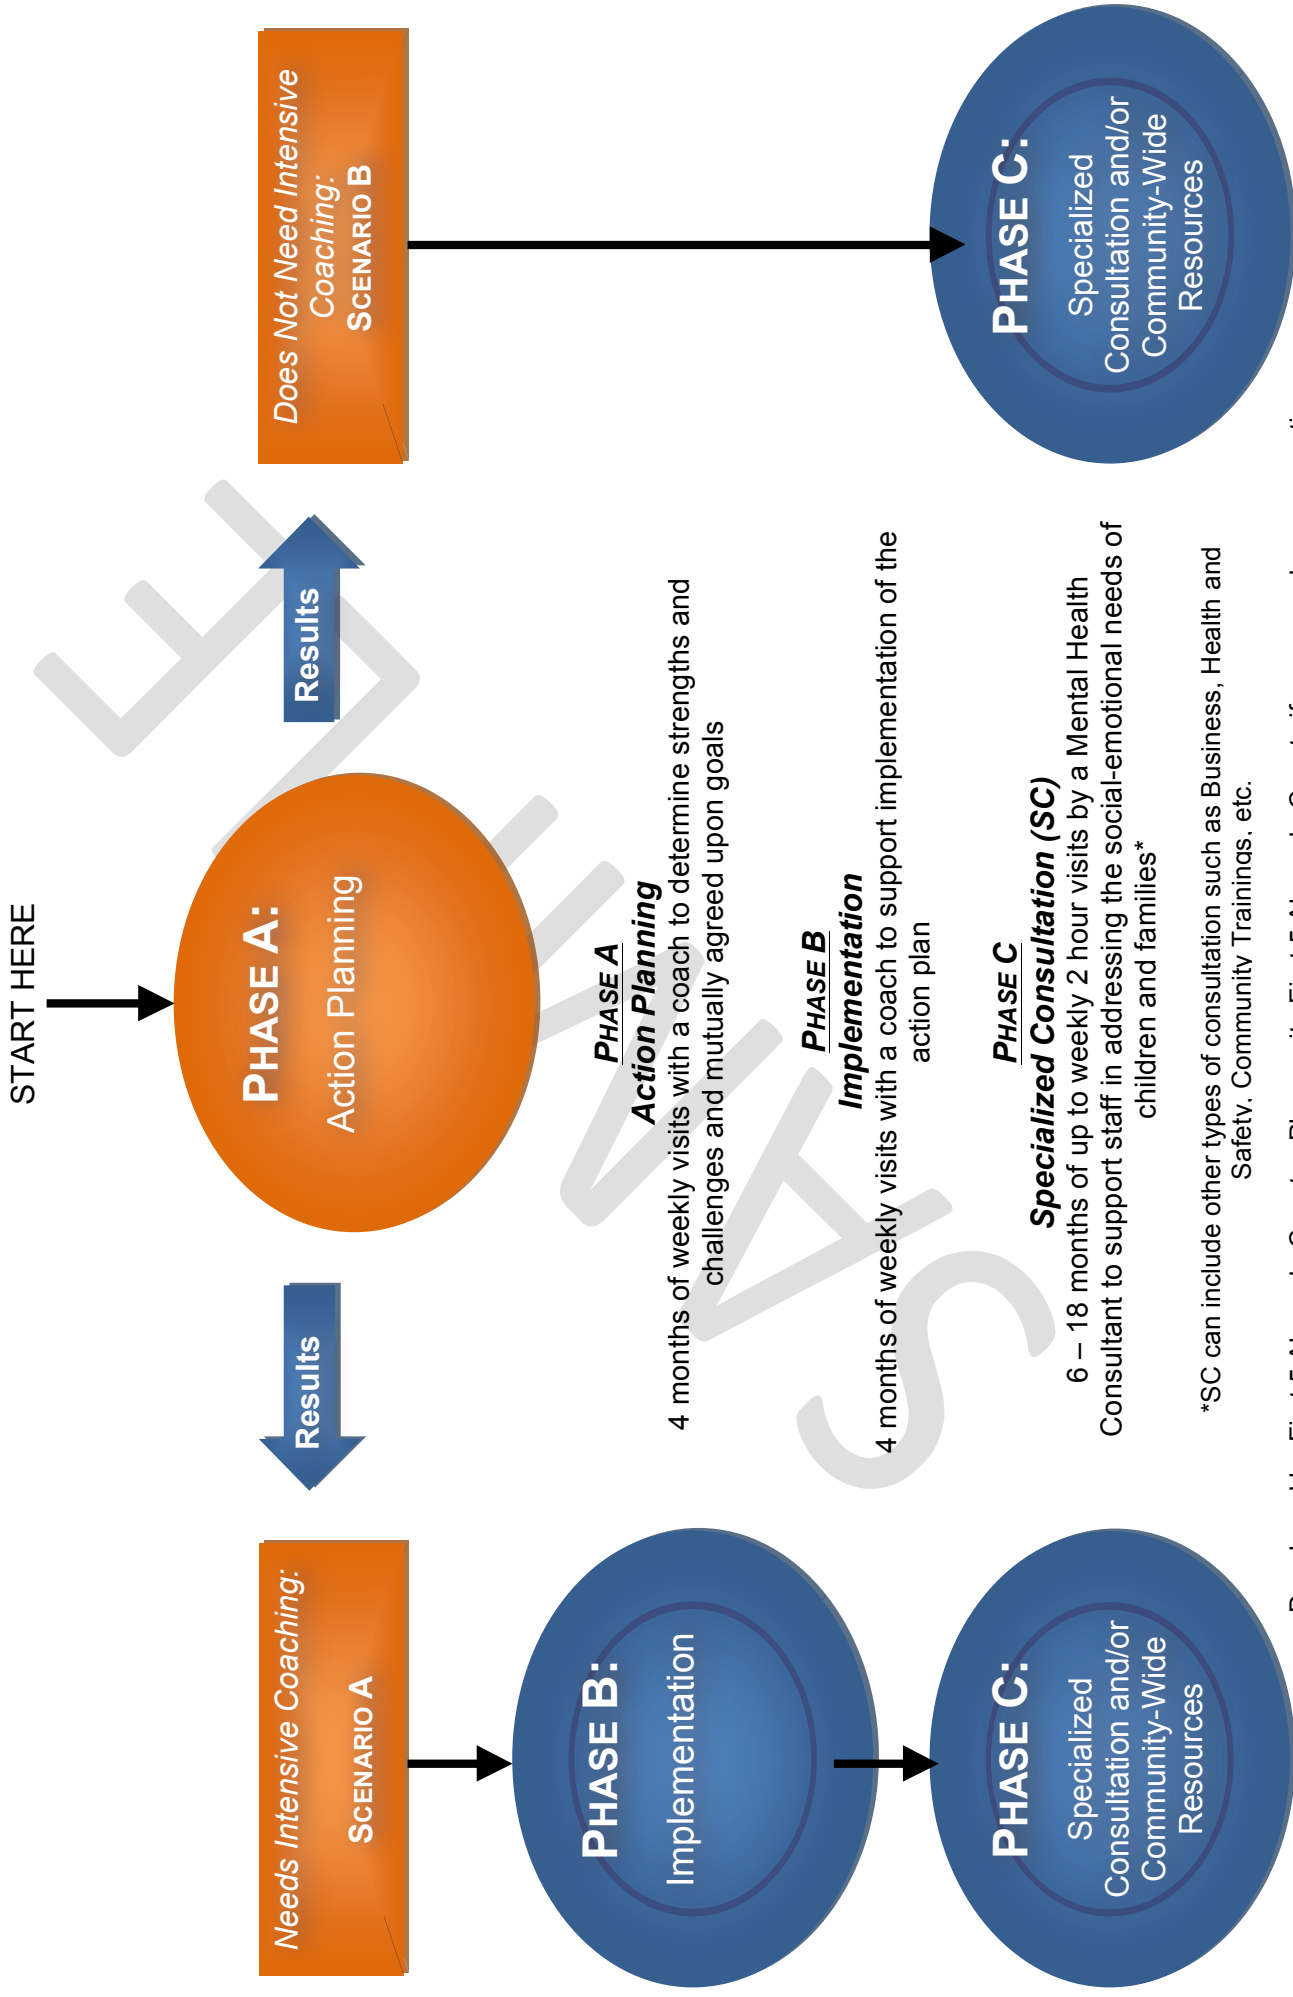 START HERE
PHASE A:
Action Planning
Results
Results
Needs Intensive Coaching:
SCENARIO A
Does Not Need Intensive
Coaching:
SCENARIO B
PHASE B:
Implementation
PHASE C:
Specialized
Consultation and/or
Community-Wide
Resources
PHASE C:
Specialized
Consultation and/or
Community-Wide
Resources
PHASE A
Action Planning
4 months of weekly visits with a coach to determine strengths and
challenges and mutually agreed upon goals
PHASE B
Implementation
4 months of weekly visits with a coach to support implementation of the
action plan
PHASE C
Specialized Consultation (SC)
6 – 18 months of up to weekly 2 hour visits by a Mental Health
Consultant to support staff in addressing the social-emotional needs of
children and families*
*SC can include other types of consultation such as Business, Health and
Safety, Community Trainings, etc.
SAMPLE